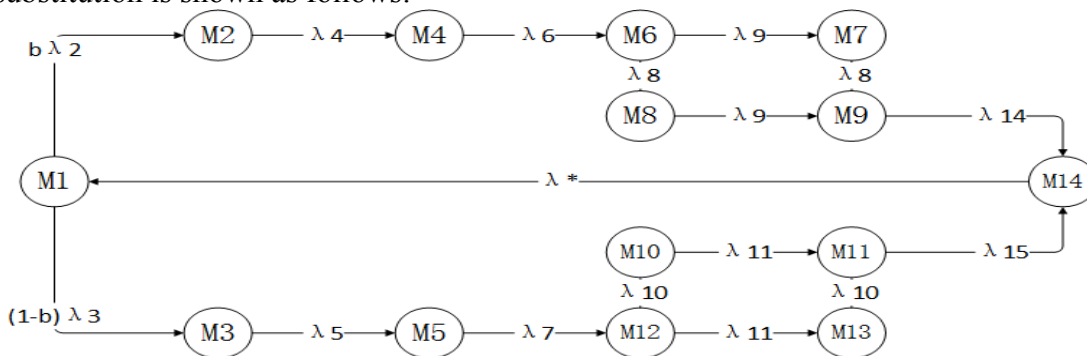 substitution is shown as follows:
M2 λ 4 M4 λ 6 M6 λ 9 M7
b λ 2
λ 8 λ 8
M8 λ 9 M9 λ 14
M1 λ * M14
M10 λ 11 M11 λ 15
(1-b) λ 3 λ 10 λ 10
M3 λ 5 M5 λ 7 M12 λ 11 M13